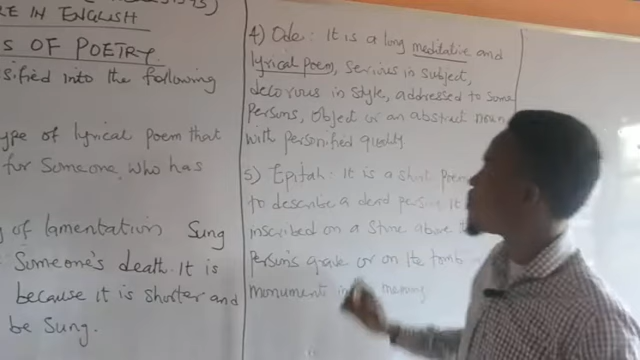 RE IN ENGLISH
S OF POETRY
sified into the following
ype of lyrical poem that
for Someone, who has
of lamentation Sung
Someone's death. It is
because it is shorter and
be Sung.
4) Ode: It is a long meditative and
lyrical poem, serious in subject,
decorous in style, addressed to some
persons, object or an abstract noun
with personified quality
5) Epitah: It is a short Poem
to describe a dead person. It
inscribed on a Stone above
Person's grave or on the tomb
monument in memory